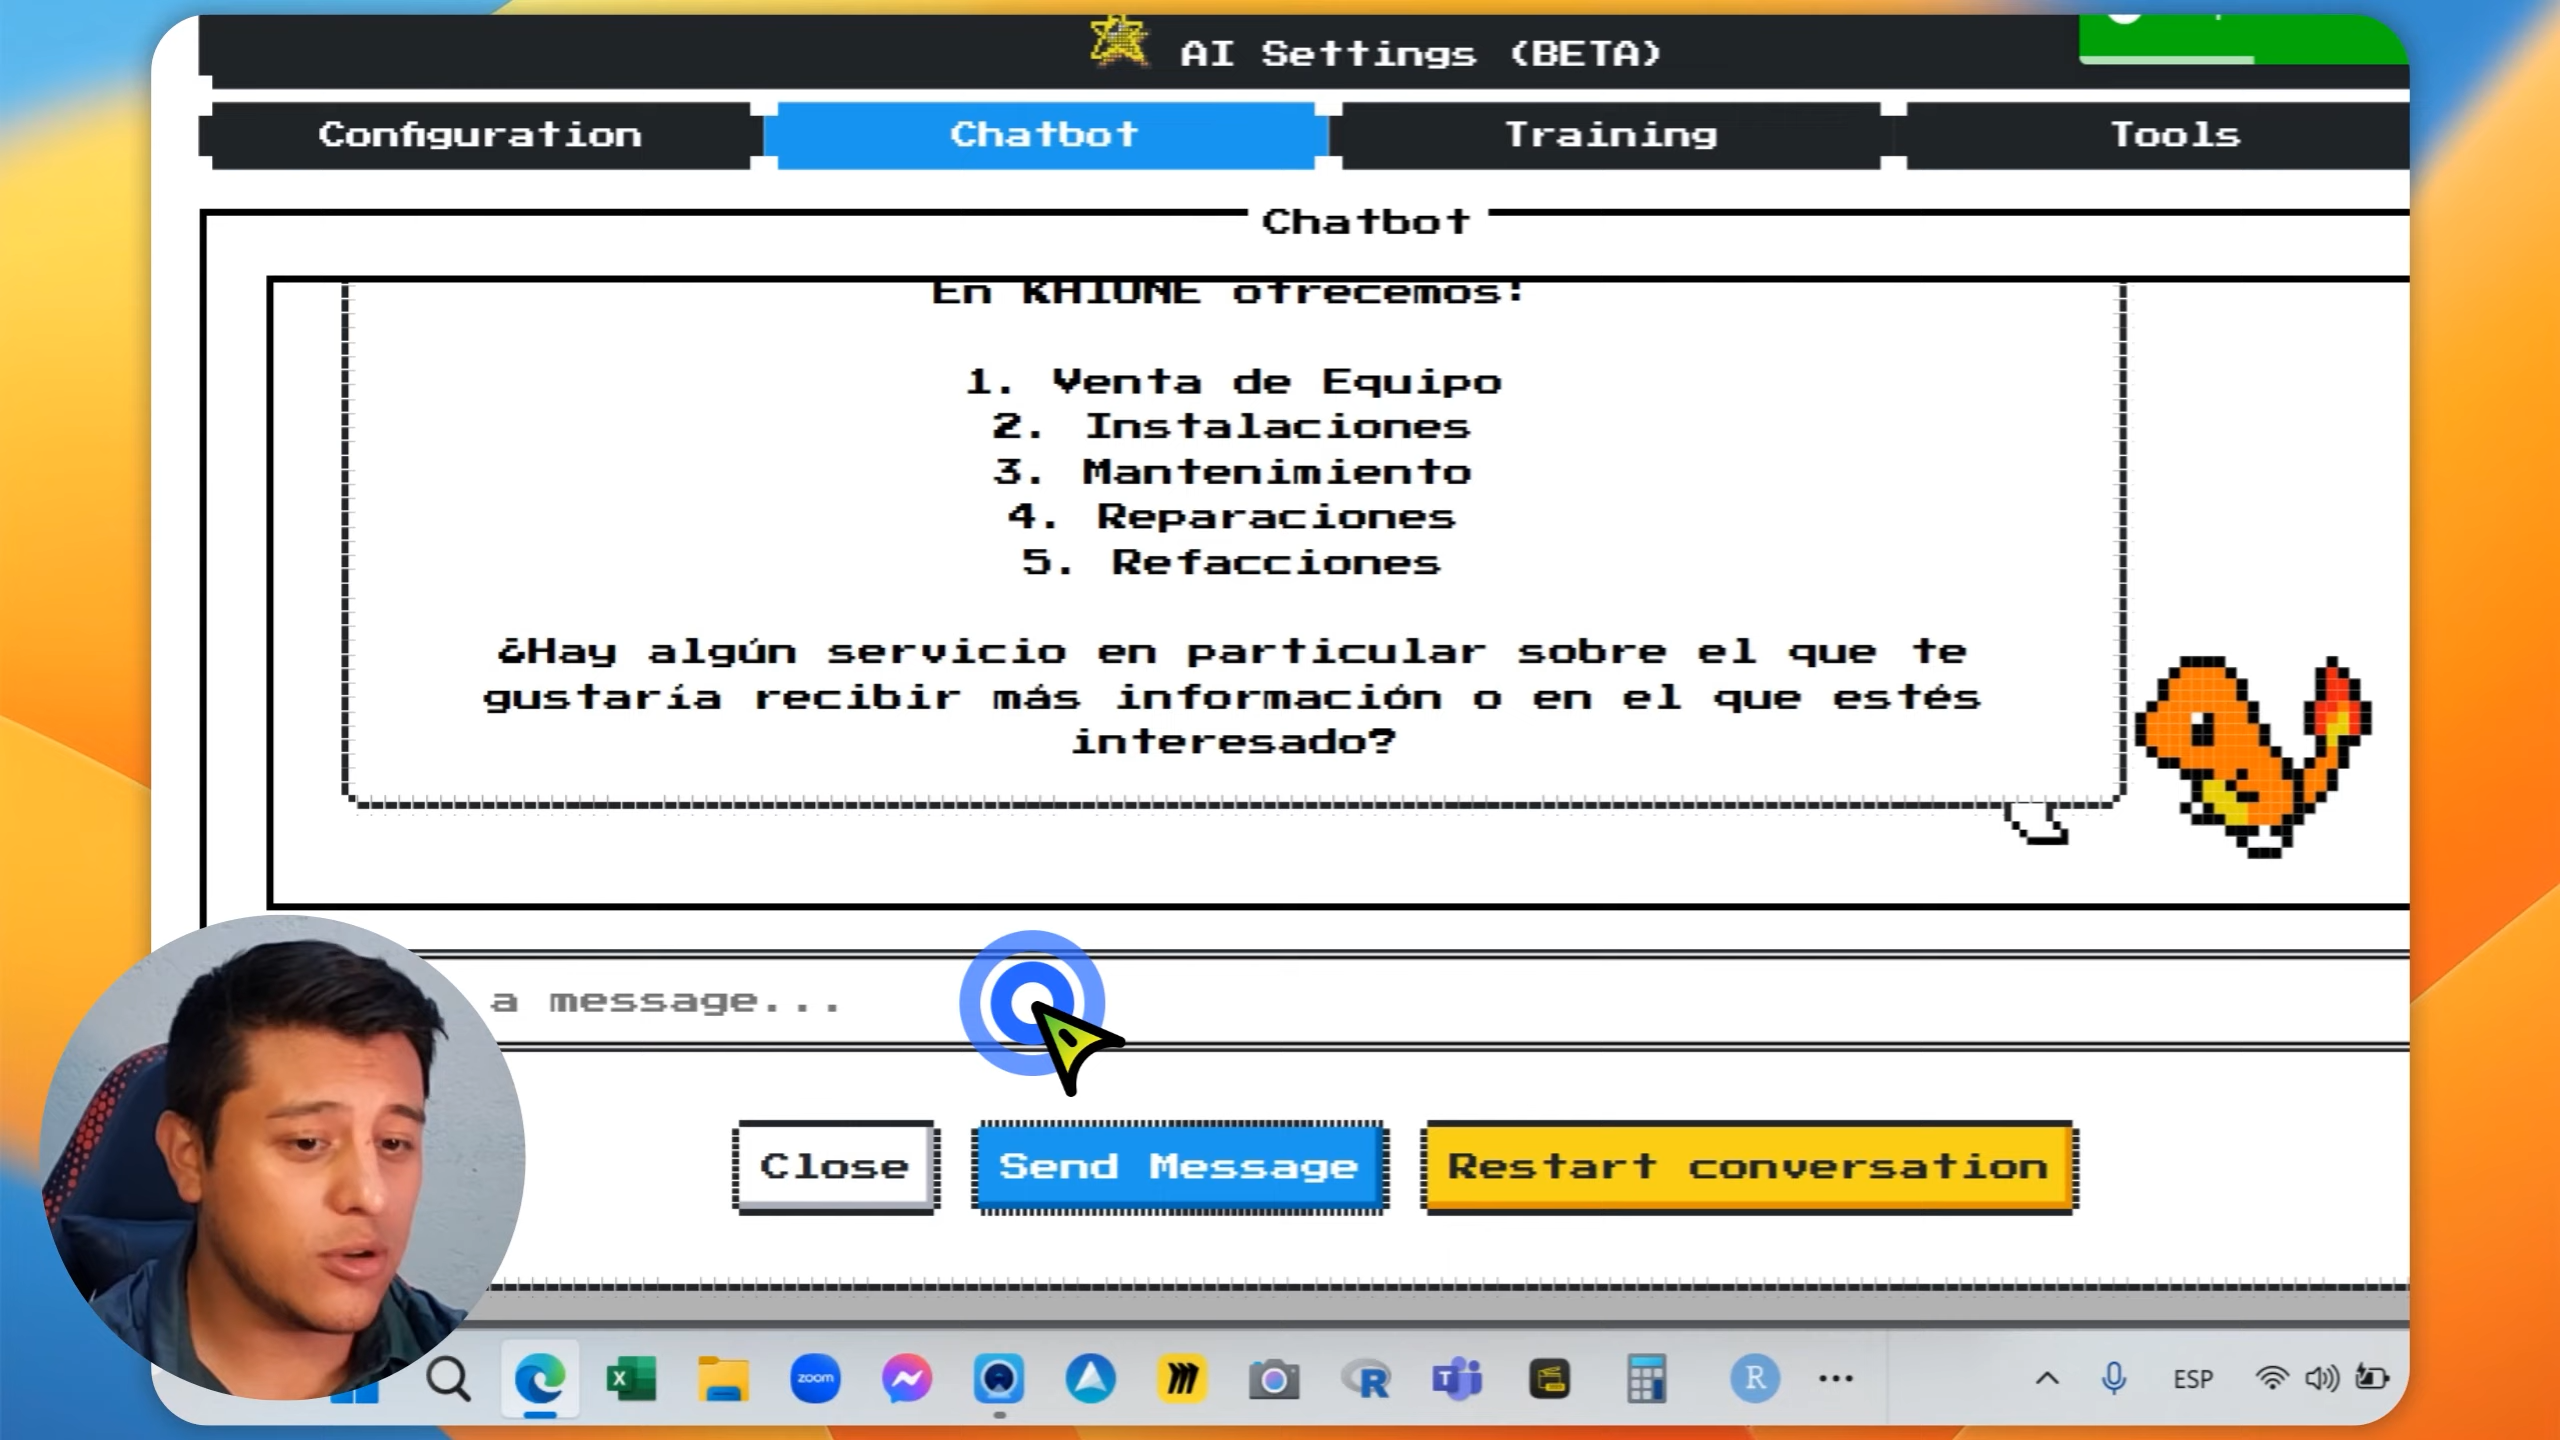 AI Settings (BETA)
Configuration
Chatbot
Training
Tools
Chatbot
En KHIONE ofrecemos:
1. Venta de Equipo
2. Instalaciones
3. Mantenimiento
4. Reparaciones
5. Refacciones
¿Hay algún servicio en particular sobre el que te
gustaría recibir más información o en el que estés
interesado?
a message...
Close
Send Message
Restart conversation
zoom
ESP